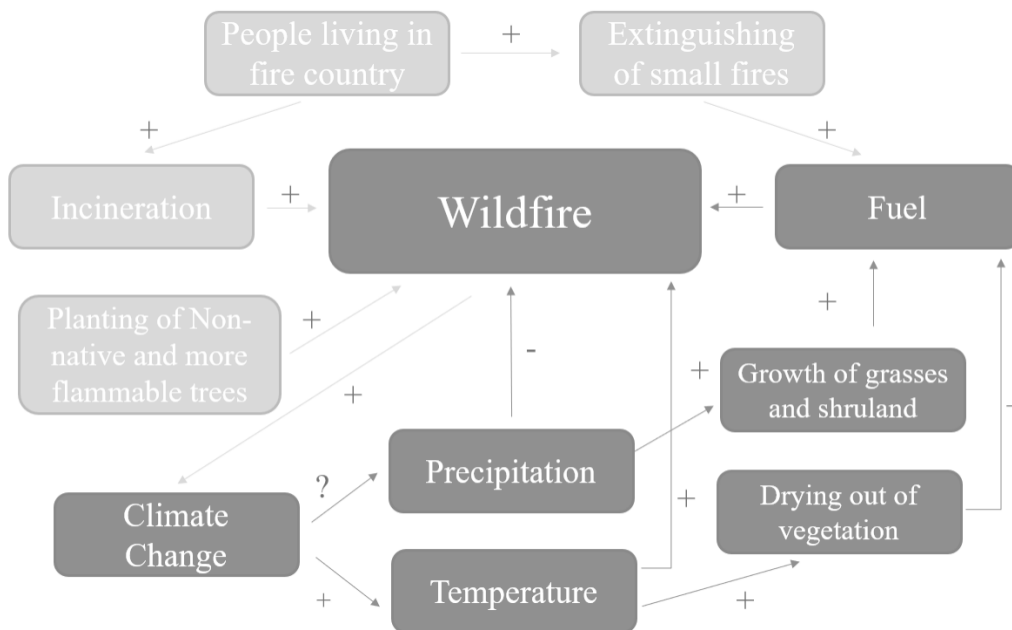 People living in
fire country
+
Extinguishing
of small fires
+
+
Incineration
+
Wildfire
+
Fuel
Planting of Non-
native and more
flammable trees
+
+
-
+
+
Growth of grasses
and shruland
-
Climate
Change
?
Precipitation
+
Drying out of
vegetation
+
Temperature
+